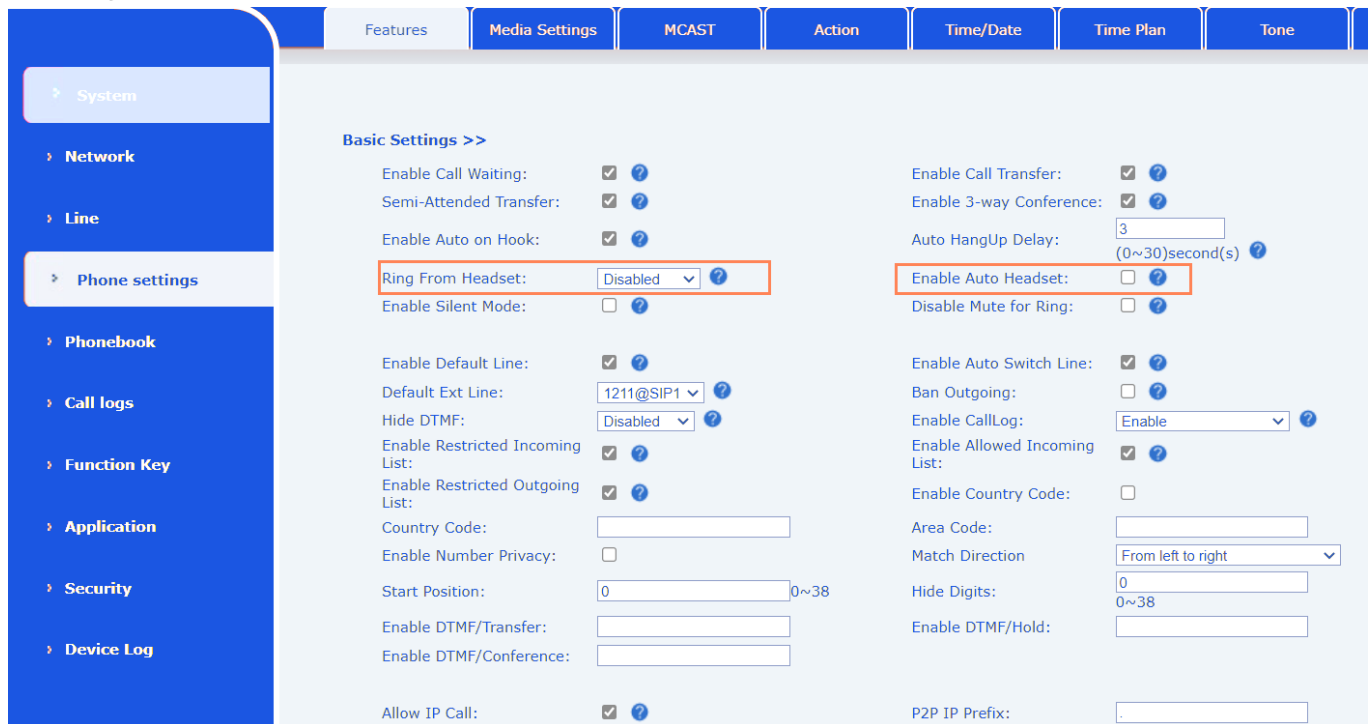 Features
Media Settings
MCAST
Action
Time/Date
Time Plan
Tone
System
Network
Line
Phone settings
Phonebook
Call logs
Function Key
Application
Security
Device Log
Basic Settings >>
Enable Call Waiting: ?
Enable Call Transfer: ?
Semi-Attended Transfer: ?
Enable 3-way Conference: ?
Enable Auto on Hook: ?
Auto HangUp Delay: 3
(0~30)second(s) ?
Ring From Headset: Disabled ?
Enable Auto Headset: ?
Enable Silent Mode: ?
Disable Mute for Ring: ?
Enable Default Line: ?
Enable Auto Switch Line: ?
Default Ext Line: 1211@SIP1 ?
Ban Outgoing: ?
Hide DTMF: Disabled ?
Enable CallLog: Enable ?
Enable Restricted Incoming
List: ?
Enable Allowed Incoming
List: ?
Enable Restricted Outgoing
List: ?
Enable Country Code:
Country Code:
Area Code:
Enable Number Privacy:
Match Direction From left to right
Start Position: 0 0~38
Hide Digits: 0
0~38
Enable DTMF/Transfer:
Enable DTMF/Hold:
Enable DTMF/Conference:
Allow IP Call: ?
P2P IP Prefix: .